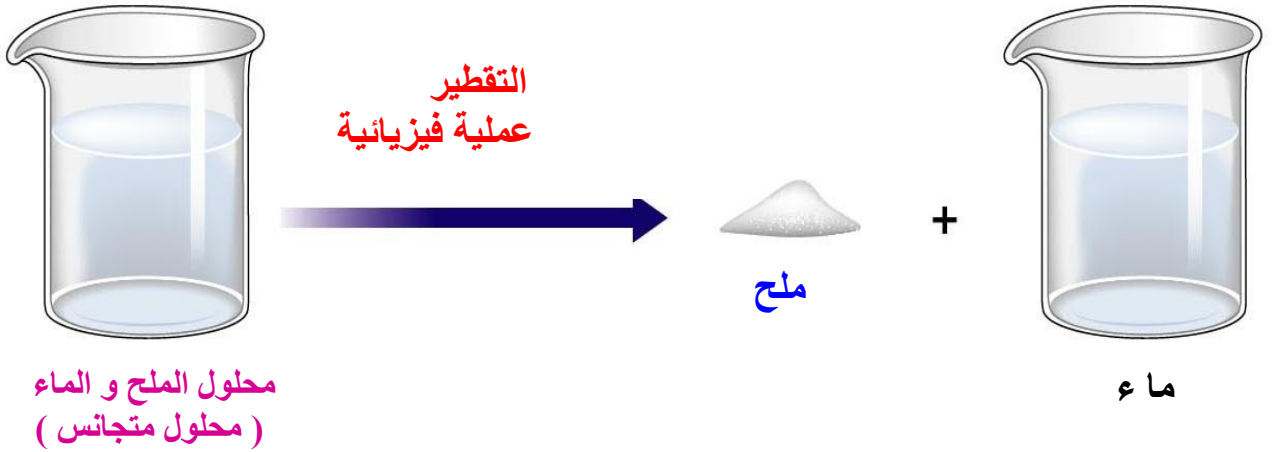 التقطير
عملية فيزيائية
+
ملح
محلول الملح و الماء
( محلول متجانس )
ما ء